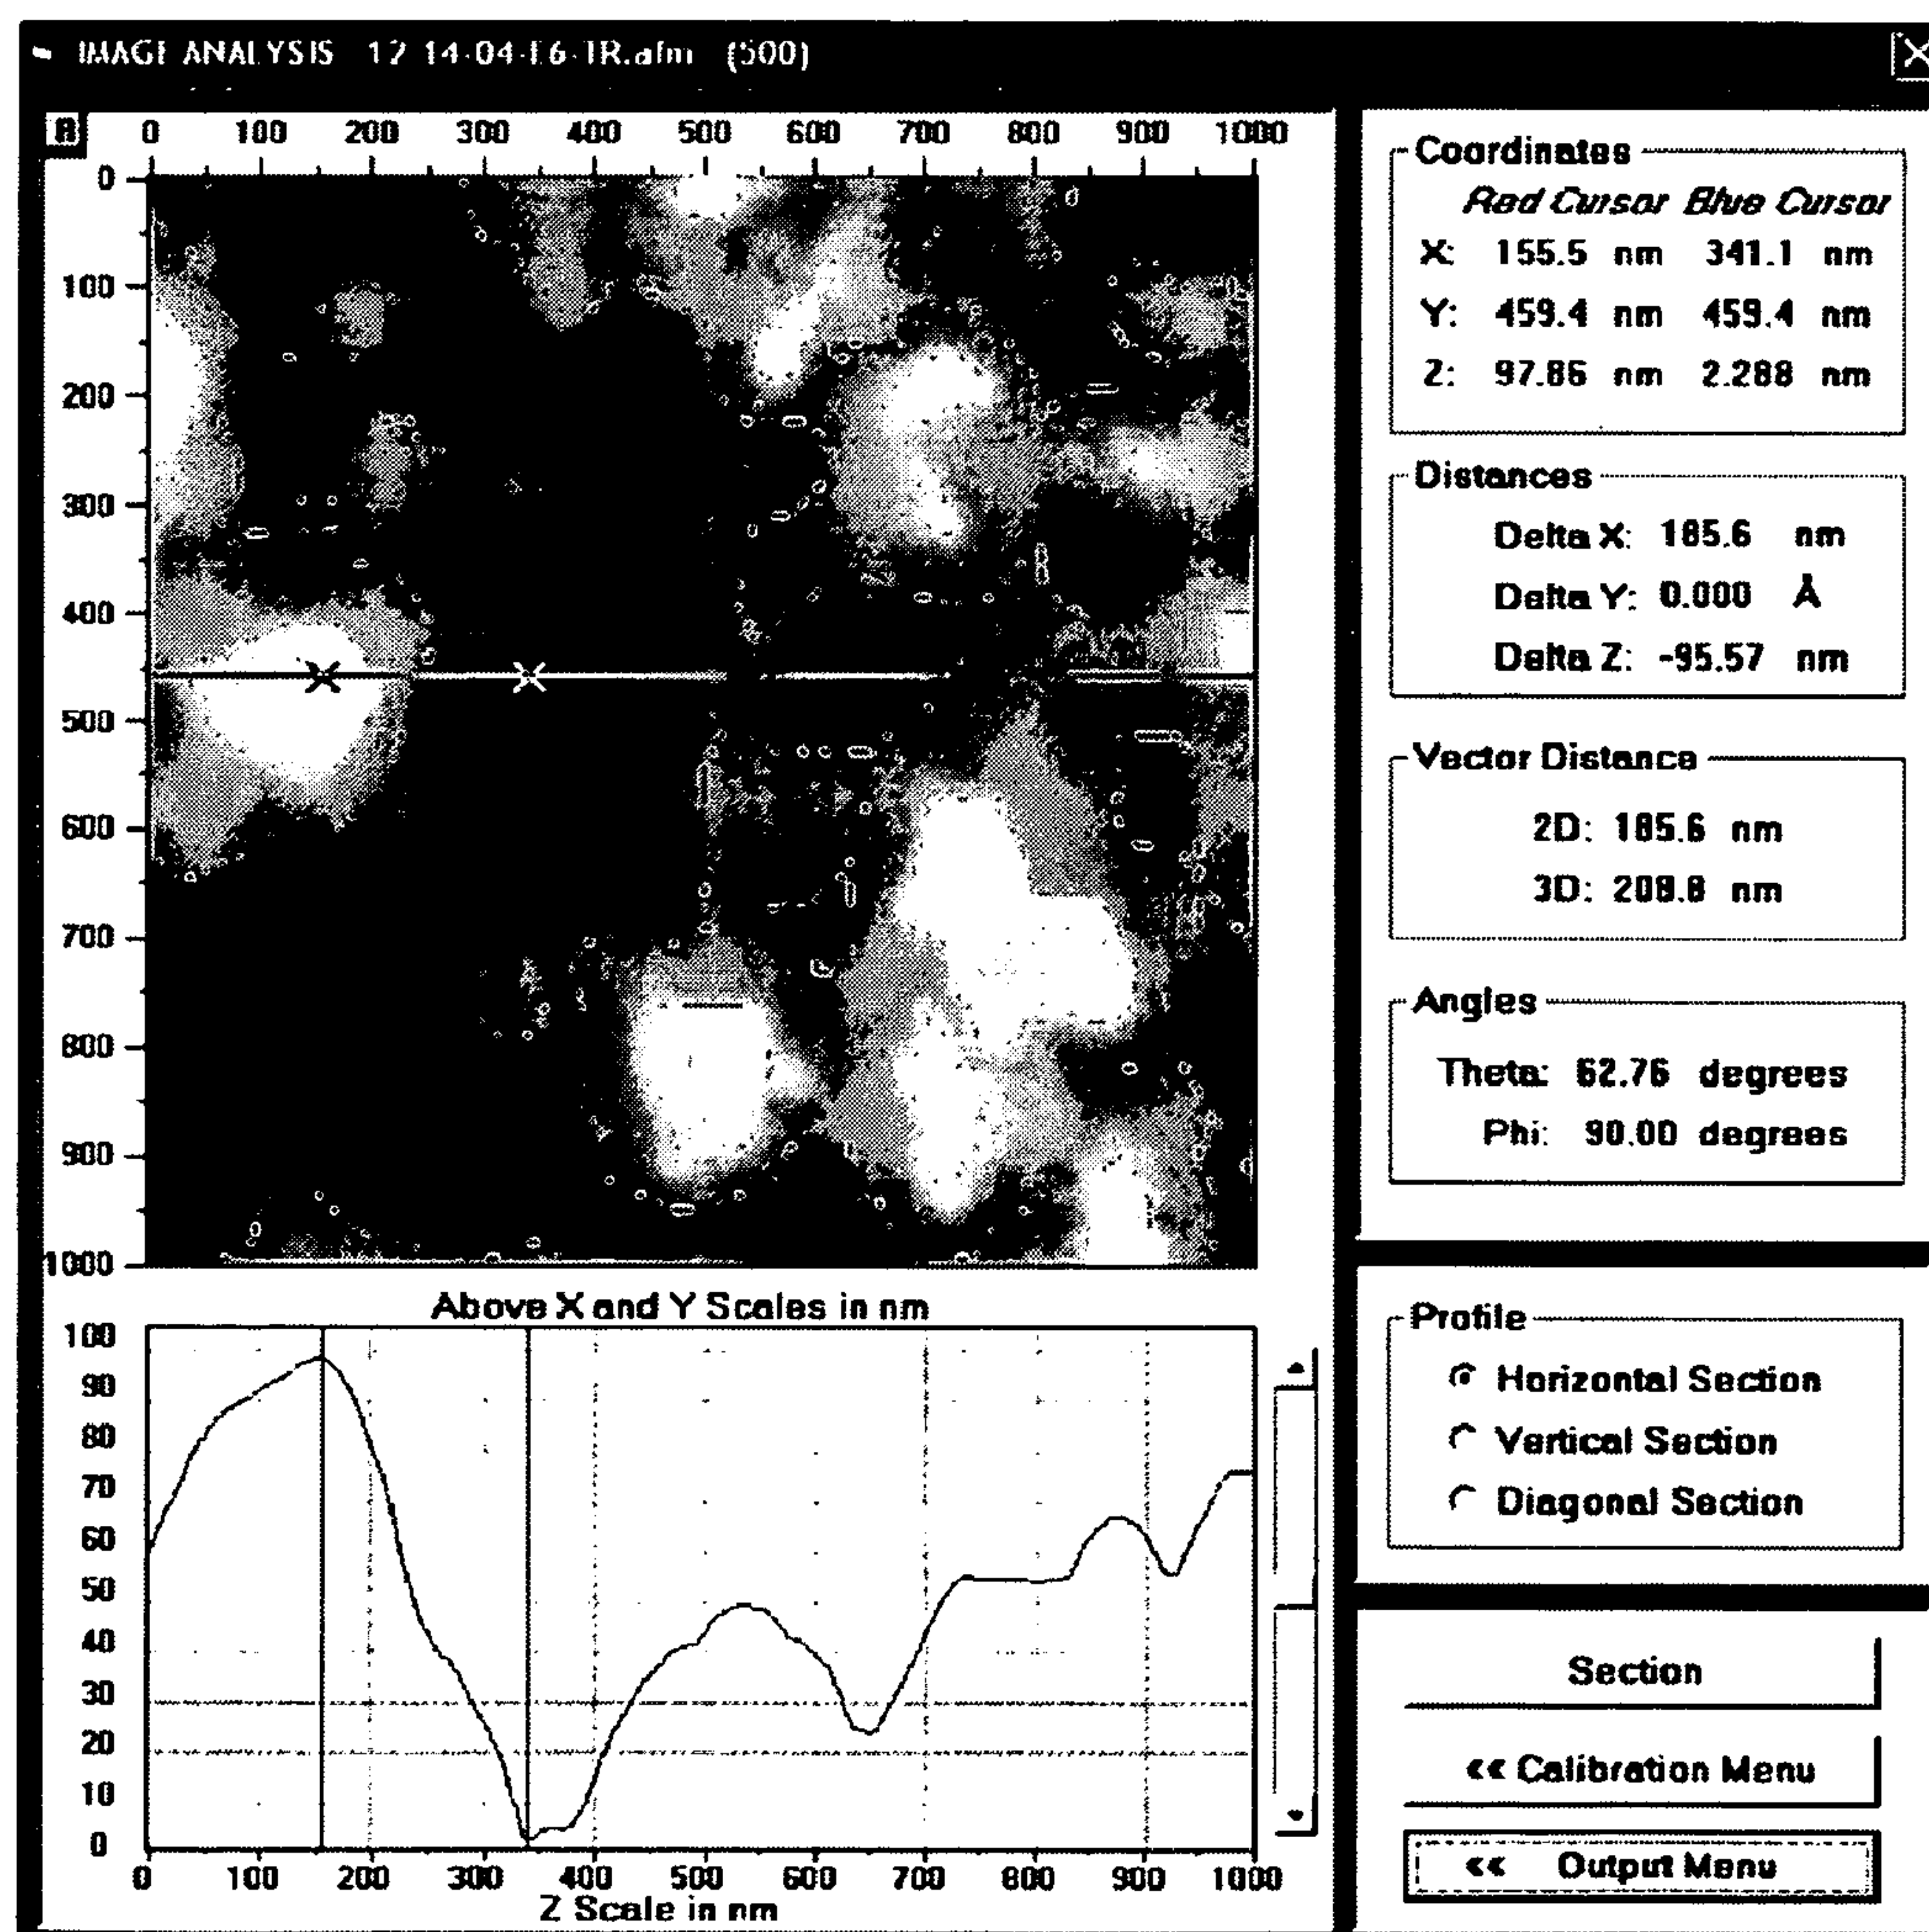 IMAGE ANALYSIS 12-14-04-E6-TR.afm (500)
0 100 200 300 400 500 600 700 800 900 1000
0
100
200
300
400
500
600
700
800
900
1000
Above X and Y Scales in nm
100
90
80
70
60
50
40
30
20
10
0
0 100 200 300 400 500 600 700 800 900 1000
Z Scale in nm
Coordinates
Red Cursor Blue Cursor
X: 155.5 nm 341.1 nm
Y: 459.4 nm 459.4 nm
Z: 97.86 nm 2.288 nm
Distances
Delta X: 185.6 nm
Delta Y: 0.000 Å
Delta Z: -95.57 nm
Vector Distance
2D: 185.6 nm
3D: 208.8 nm
Angles
Theta: 62.76 degrees
Phi: 90.00 degrees
Profile
Horizontal Section
Vertical Section
Diagonal Section
Section
<< Calibration Menu
<< Output Menu